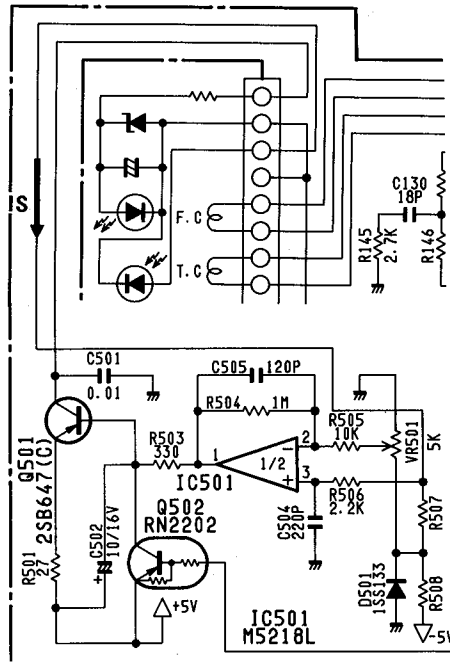 S
F.C
T.C
C130
18P
R145
2.7K
R146
C501
0.01
C505
120P
R504
1M
Q501
2SB647(C)
R503
330
1
2
3
−
+
1/2
IC501
R505
10K
VR501
5K
R506
2.2K
R507
C504
220P
Q502
RN2202
R501
27
C502
10/16V
+
+5V
D501
1SS133
R508
-5V
IC501
M5218L